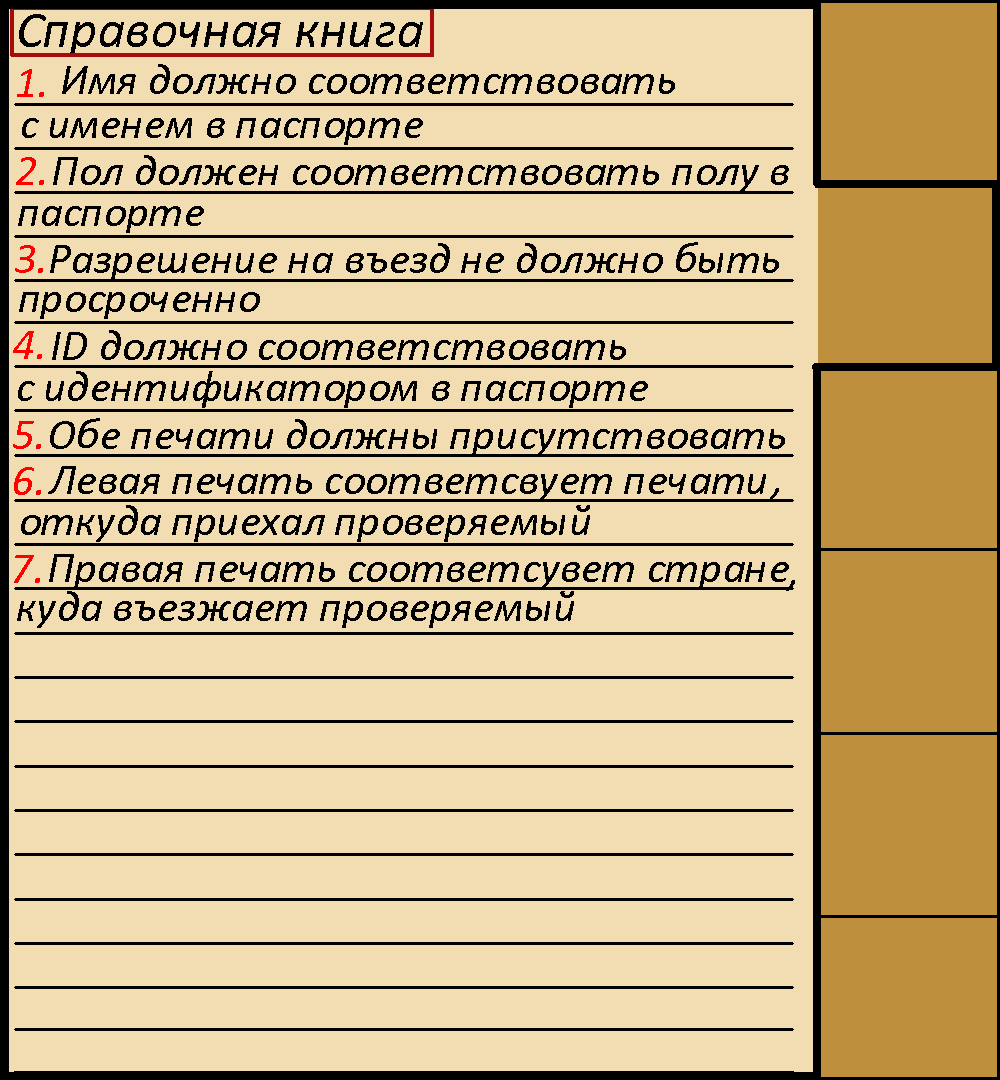 Справочная книга
1. Имя должно соответствовать
с именем в паспорте
2. Пол должен соответствовать полу в
паспорте
3. Разрешение на въезд не должно быть
просроченно
4. ID должно соответствовать
с идентификатором в паспорте
5. Обе печати должны присутствовать
6. Левая печать соответсвует печати,
откуда приехал проверяемый
7. Правая печать соответсувет стране,
куда въезжает проверяемый